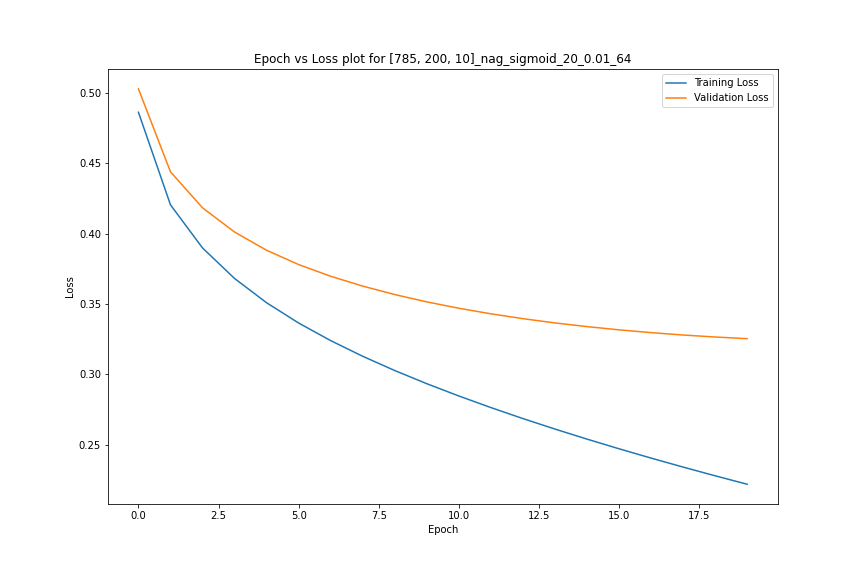 Epoch vs Loss plot for [785, 200, 10]_nag_sigmoid_20_0.01_64
Training Loss
Validation Loss
0.50
0.45
0.40
0.35
0.30
0.25
Loss
0.0 2.5 5.0 7.5 10.0 12.5 15.0 17.5
Epoch